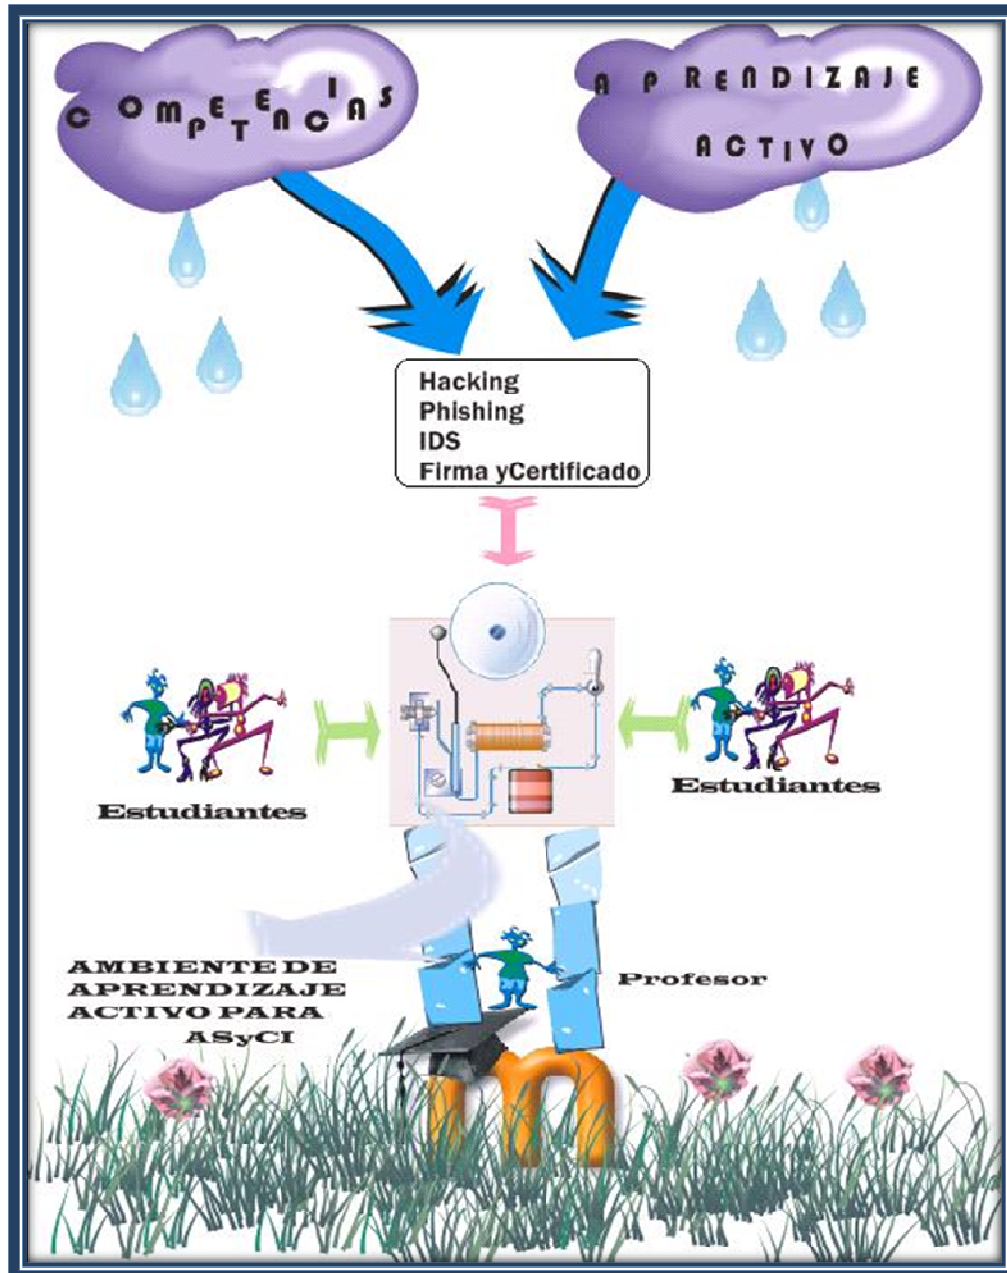 COMPETENCIAS
APRENDIZAJE
ACTIVO
Hacking
Phishing
IDS
Firma yCertificado
Estudiantes
Estudiantes
AMBIENTE DE
APRENDIZAJE
ACTIVO PARA
ASyCI
Profesor
m